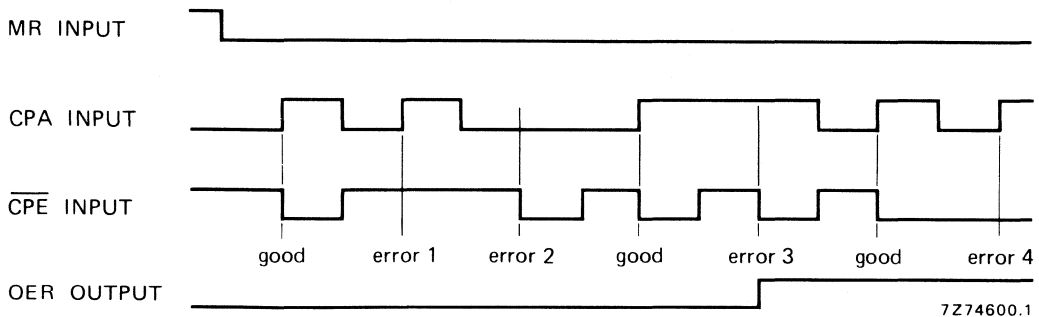 MR INPUT
CPA INPUT
C̅P̅E̅ INPUT
good error 1 error 2 good error 3 good error 4
OER OUTPUT
7Z74600.1